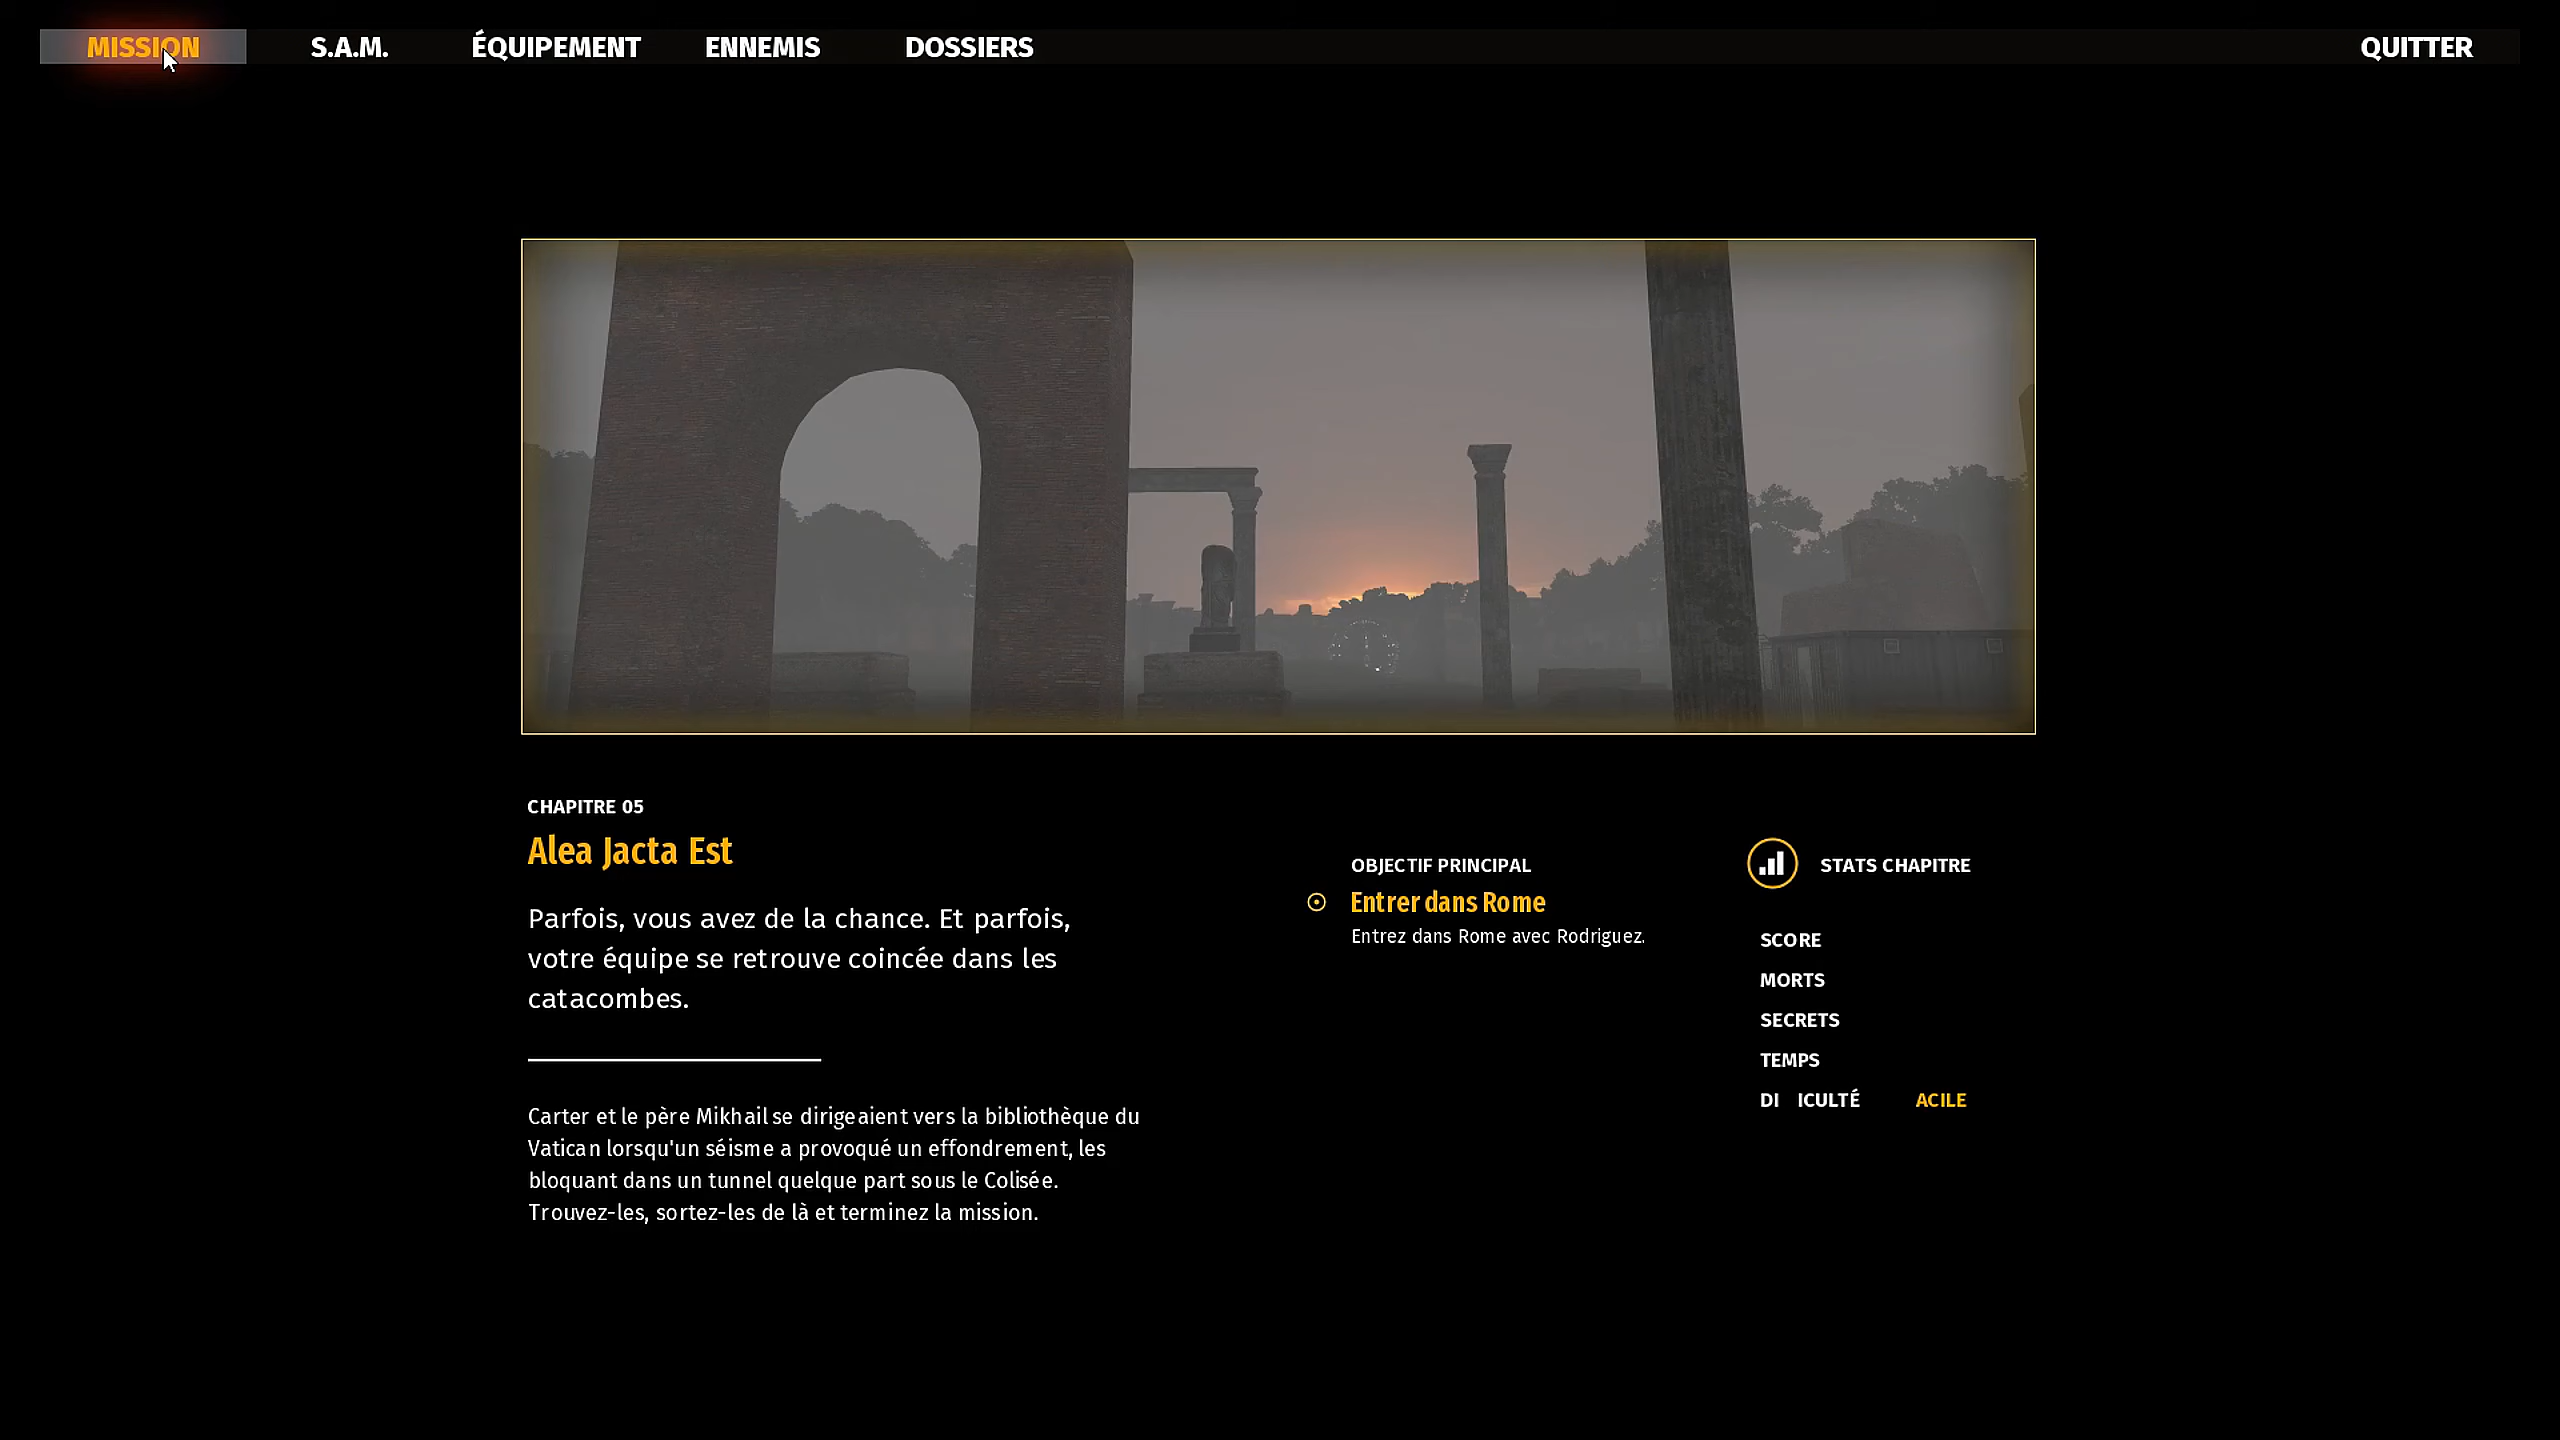 MISSION
S.A.M.
ÉQUIPEMENT
ENNEMIS
DOSSIERS
QUITTER
CHAPITRE 05
Alea Jacta Est
Parfois, vous avez de la chance. Et parfois,
votre équipe se retrouve coincée dans les
catacombes.
Carter et le père Mikhail se dirigeaient vers la bibliothèque du
Vatican lorsqu'un séisme a provoqué un effondrement, les
bloquant dans un tunnel quelque part sous le Colisée.
Trouvez-les, sortez-les de là et terminez la mission.
OBJECTIF PRINCIPAL
Entrer dans Rome
Entrez dans Rome avec Rodriguez.
STATS CHAPITRE
SCORE
MORTS
SECRETS
TEMPS
DI ICULTÉ ACILE